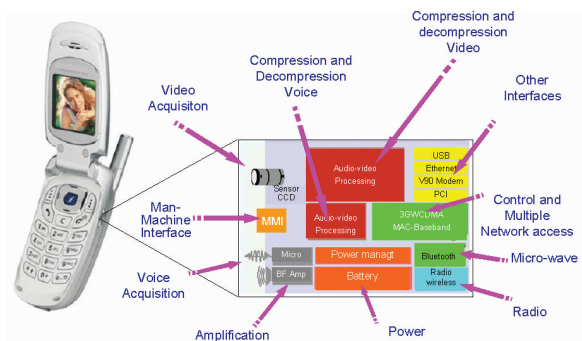 Compression and
decompression
Video
Compression and
Decompression
Voice
Other
Interfaces
Video
Acquisiton
USB
Ethernet
V90 Modem
PCI
Audio-video
Processing
Sensor
CCD
Man-
Machine
Interface
MMI
Audio-video
Processing
3GWCDMA
MAC-Baseband
Control and Multiple
Network access
Voice
Acquisition
Micro
Power managt
Bluetooth
Micro-wave
BF Amp
Battery
Radio
wireless
Radio
Amplification
Power